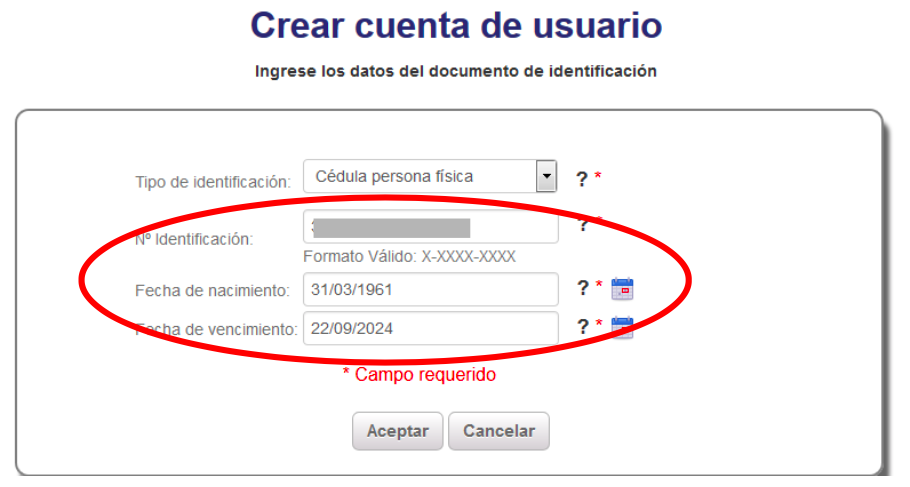 Crear cuenta de usuario
Ingrese los datos del documento de identificación
Tipo de identificación: Cédula persona física ? *
Nº Identificación: ? *
Formato Válido: X-XXXX-XXXX
Fecha de nacimiento: 31/03/1961 ? *
Fecha de vencimiento: 22/09/2024 ? *
* Campo requerido
Aceptar Cancelar